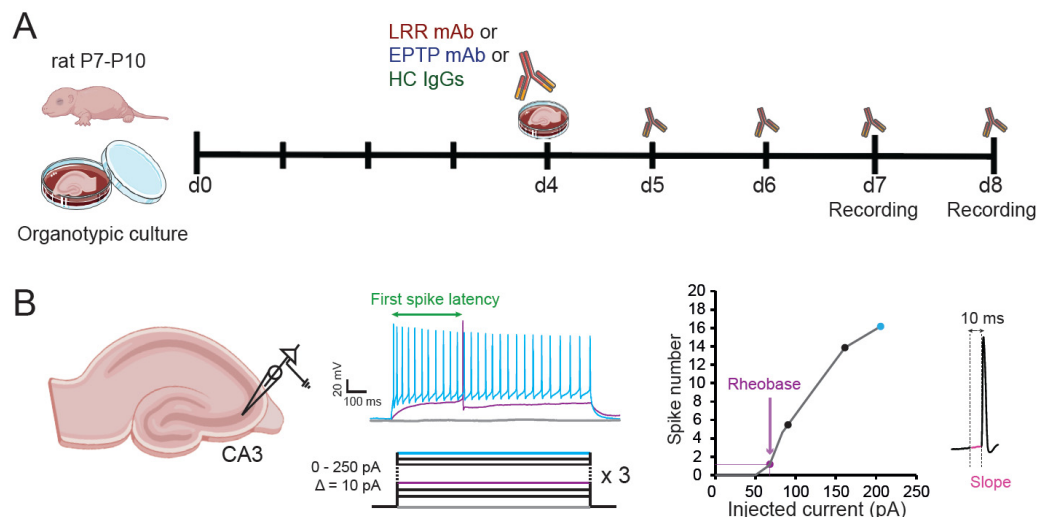 A
rat P7-P10
LRR mAb or
EPTP mAb or
HC IgGs
d0
d4
d5
d6
d7
d8
Recording
Recording
Organotypic culture
B
First spike latency
20 mV
100 ms
CA3
0 - 250 pA
Δ = 10 pA
x 3
Spike number
20
18
16
14
12
10
8
6
4
2
0
Rheobase
0
50
100
150
200
250
Injected current (pA)
10 ms
Slope